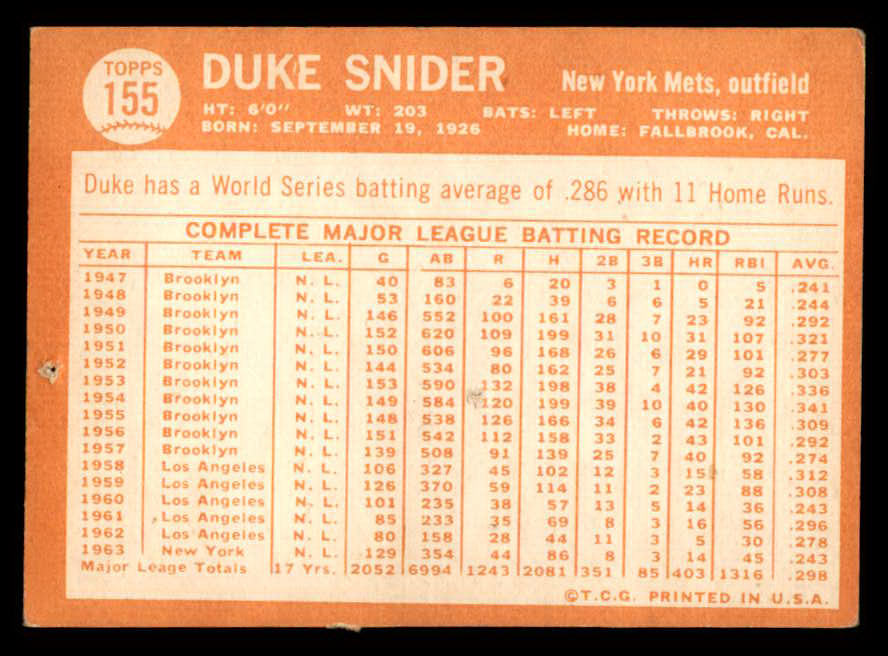 TOPPS
155
DUKE SNIDER New York Mets, outfield
HT: 6'0" WT: 203 BATS: LEFT THROWS: RIGHT
BORN: SEPTEMBER 19, 1926 HOME: FALLBROOK, CAL.
Duke has a World Series batting average of .286 with 11 Home Runs.
COMPLETE MAJOR LEAGUE BATTING RECORD
YEAR TEAM LEA. G AB R H 2B 3B HR RBI AVG.
1947 Brooklyn N. L. 40 83 6 20 3 1 0 5 .241
1948 Brooklyn N. L. 53 160 22 39 6 6 5 21 .244
1949 Brooklyn N. L. 146 552 100 161 28 7 23 92 .292
1950 Brooklyn N. L. 152 620 109 199 31 10 31 107 .321
1951 Brooklyn N. L. 150 606 96 168 26 6 29 101 .277
1952 Brooklyn N. L. 144 534 80 162 25 7 21 92 .303
1953 Brooklyn N. L. 153 590 132 198 38 4 42 126 .336
1954 Brooklyn N. L. 149 584 120 199 39 10 40 130 .341
1955 Brooklyn N. L. 148 538 126 166 34 6 42 136 .309
1956 Brooklyn N. L. 151 542 112 158 33 2 43 101 .292
1957 Brooklyn N. L. 139 508 91 139 25 7 40 92 .274
1958 Los Angeles N. L. 106 327 45 102 12 3 15 58 .312
1959 Los Angeles N. L. 126 370 59 114 11 2 23 88 .308
1960 Los Angeles N. L. 101 235 38 57 13 5 14 36 .243
1961 Los Angeles N. L. 85 233 35 69 8 3 16 56 .296
1962 Los Angeles N. L. 80 158 28 44 11 3 5 30 .278
1963 New York N. L. 129 354 44 86 8 3 14 45 .243
Major Leage Totals 17 Yrs. 2052 6994 1243 2081 351 85 403 1316 .298
©T.C.G. PRINTED IN U.S.A.